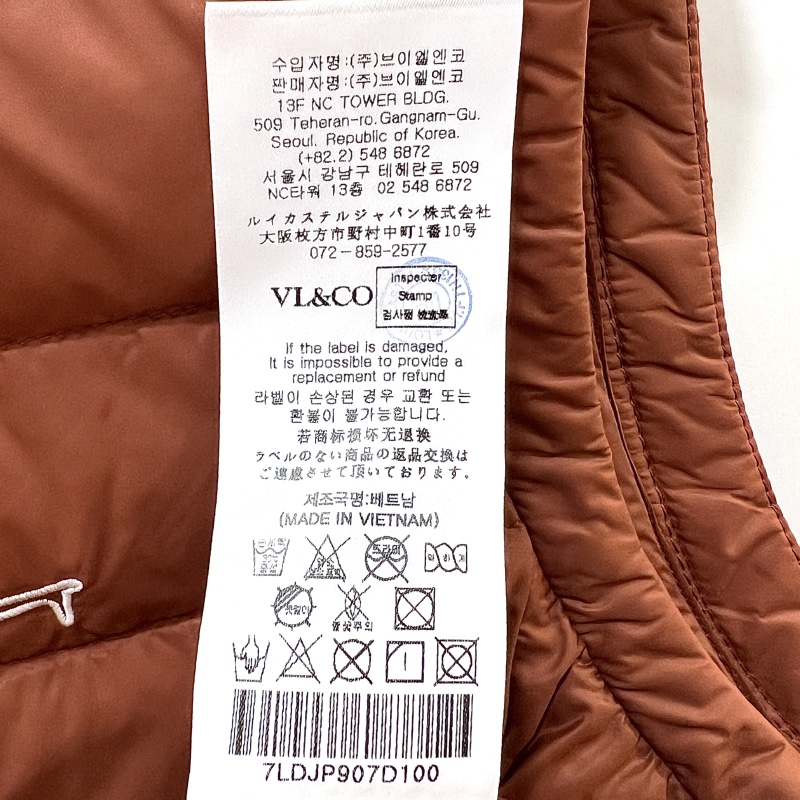 수입자명:(주)브이엘엔코
판매자명:(주)브이엘엔코
13F NC TOWER BLDG.
509 Teheran-ro.Gangnam-Gu.
Seoul. Republic of Korea.
(+82.2) 548 6872
서울시 강남구 테헤란로 509
NC타워 13층 02 548 6872
ルイカステルジャパン株式会社
大阪枚方市野村中町1番10号
072-859-2577
VL&CO
Inspector
Stamp
검사필
If the label is damaged,
It is impossible to provide a
replacement or refund
라벨이 손상된 경우 교환 또는
환불이 불가능합니다.
若商标损坏无退换
ラベルのない商品の返品交換は
ご遠慮させて頂いております。
제조국명:베트남
(MADE IN VIETNAM)
드라이
7LDJP907D100